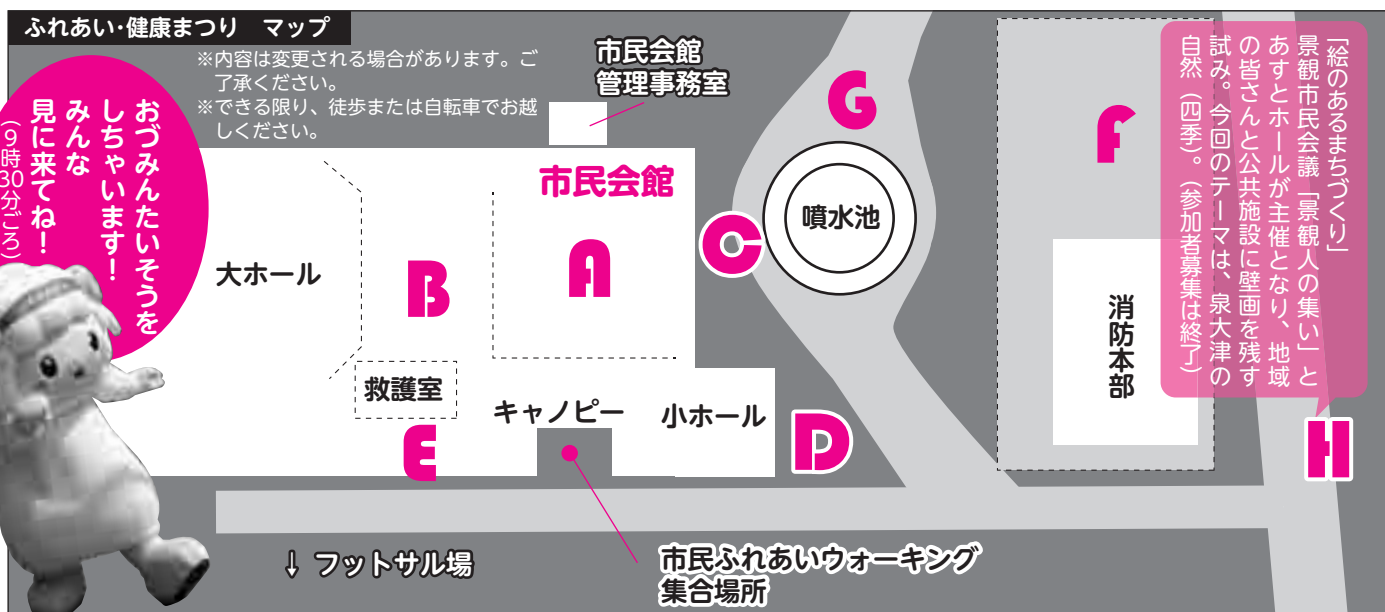 ふれあい・健康まつり　マップ
※内容は変更される場合があります。ご
了承ください。
※できる限り、徒歩または自転車でお越
しください。
おづみんたいそうを
しちゃいます!
みんな
見に来てね!
(9時30分ごろ)
市民会館
管理事務室
市民会館
大ホール
B
A
救護室
E
キャノピー
小ホール
C
D
G
噴水池
F
消防本部
「絵のあるまちづくり」
景観市民会議「景観人の集い」と
あすとホールが主催となり、地域
の皆さんと公共施設に壁画を残す
試み。今回のテーマは、泉大津の
自然(四季)。(参加者募集は終了)
H
↓ フットサル場
市民ふれあいウォーキング
集合場所